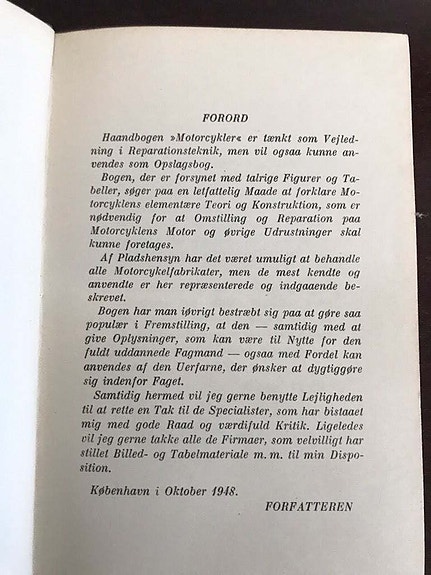 FORORD
Haandbogen »Motorcykler« er tænkt som Vejled-
ning i Reparationsteknik, men vil ogsaa kunne an-
vendes som Opslagsbog.
Bogen, der er forsynet med talrige Figurer og Ta-
beller, søger paa en letfattelig Maade at forklare Mo-
torcyklens elementære Teori og Konstruktion, som er
nødvendig for at Omstilling og Reparation paa
Motorcyklens Motor og øvrige Udrustninger skal
kunne foretages.
Af Pladshensyn har det været umuligt at behandle
alle Motorcykelfabrikater, men de mest kendte og
anvendte er her repræsenterede og indgaaende be-
skrevet.
Bogen har man iøvrigt bestræbt sig paa at gøre saa
populær i Fremstilling, at den — samtidig med at
give Oplysninger, som kan være til Nytte for den
fuldt uddannede Fagmand — ogsaa med Fordel kan
anvendes af den Uerfarne, der ønsker at dygtiggøre
sig indenfor Faget.
Samtidig hermed vil jeg gerne benytte Lejligheden
til at rette en Tak til de Specialister, som har bistaaet
mig med gode Raad og værdifuld Kritik. Ligeledes
vil jeg gerne takke alle de Firmaer, som velvilligt har
stillet Billed- og Tabelmateriale m. m. til min Dispo-
sition.
København i Oktober 1948.
FORFATTEREN